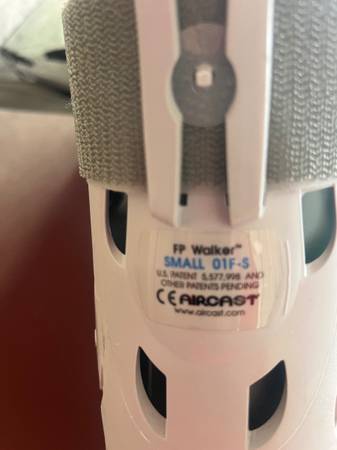 FP Walker™
SMALL 01F-S
U.S. PATENT 5,577,998 AND
OTHER PATENTS PENDING
CE AIRCAST®
www.aircast.com